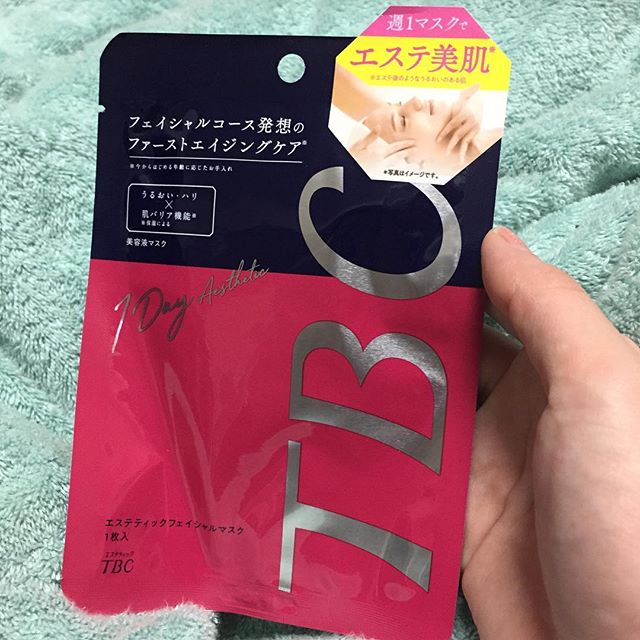 週1マスクで
エステ美肌※
※エステ後のようなうるおいのある肌
*写真はイメージです。
フェイシャルコース発想の
ファーストエイジングケア※
※今からはじめる年齢に応じたお手入れ
うるおい・ハリ
×
肌バリア機能※
※保湿による
美容液マスク
1 Day Aesthetic
TBC
エステティックフェイシャルマスク
1枚入
エステティック
TBC